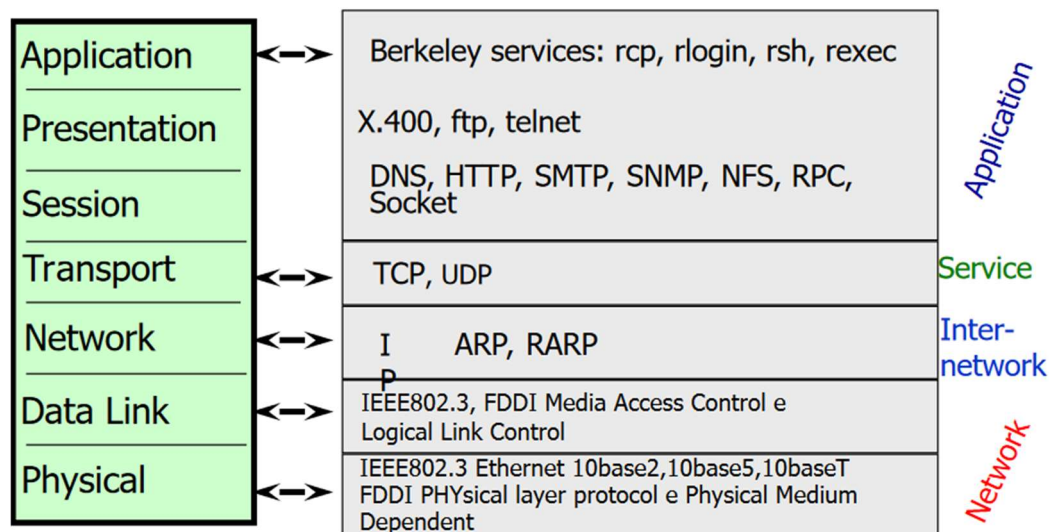 Application
Presentation
Session
Transport
Network
Data Link
Physical
Berkeley services: rcp, rlogin, rsh, rexec
X.400, ftp, telnet
DNS, HTTP, SMTP, SNMP, NFS, RPC,
Socket
TCP, UDP
I ARP, RARP
P
IEEE802.3, FDDI Media Access Control e
Logical Link Control
IEEE802.3 Ethernet 10base2,10base5,10baseT
FDDI PHYsical layer protocol e Physical Medium
Dependent
Application
Service
Inter-
network
Network